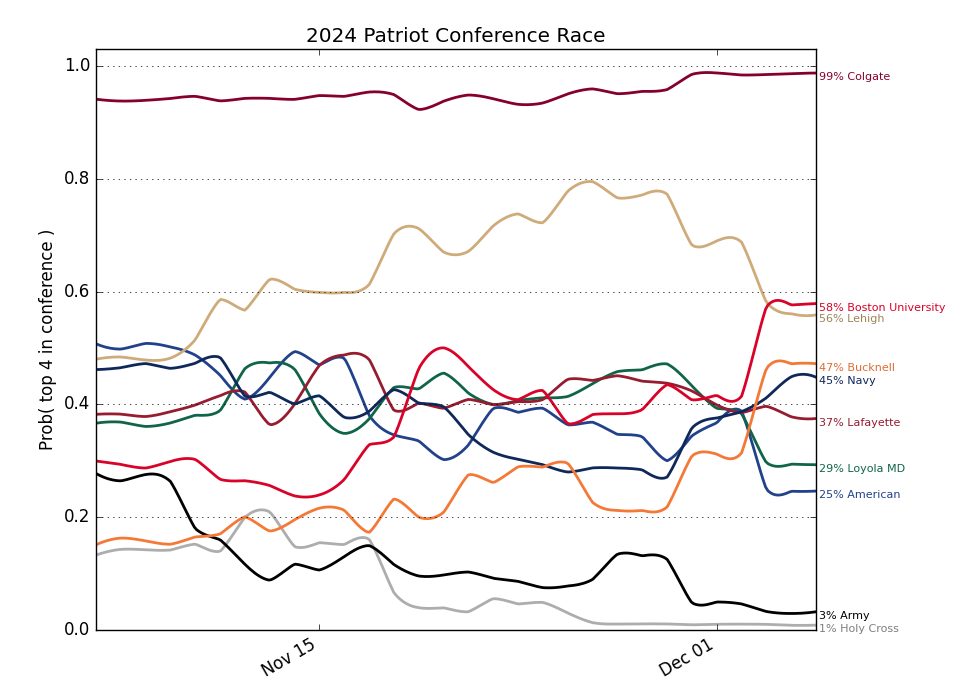 2024 Patriot Conference Race
Prob( top 4 in conference )
1.0
0.8
0.6
0.4
0.2
0.0
Nov 15
Dec 01
99% Colgate
58% Boston University
56% Lehigh
47% Bucknell
45% Navy
37% Lafayette
29% Loyola MD
25% American
3% Army
1% Holy Cross